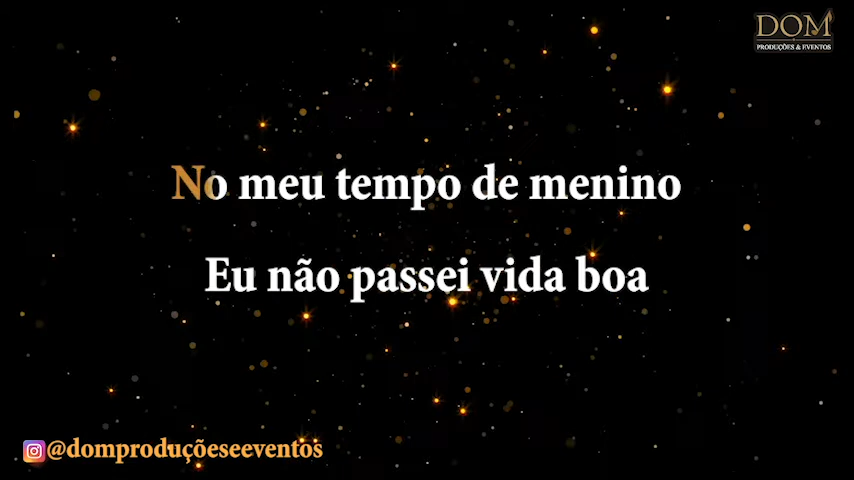 DOM
PRODUÇÕES & EVENTOS
No meu tempo de menino
Eu não passei vida boa
@domproduçõeseeventos